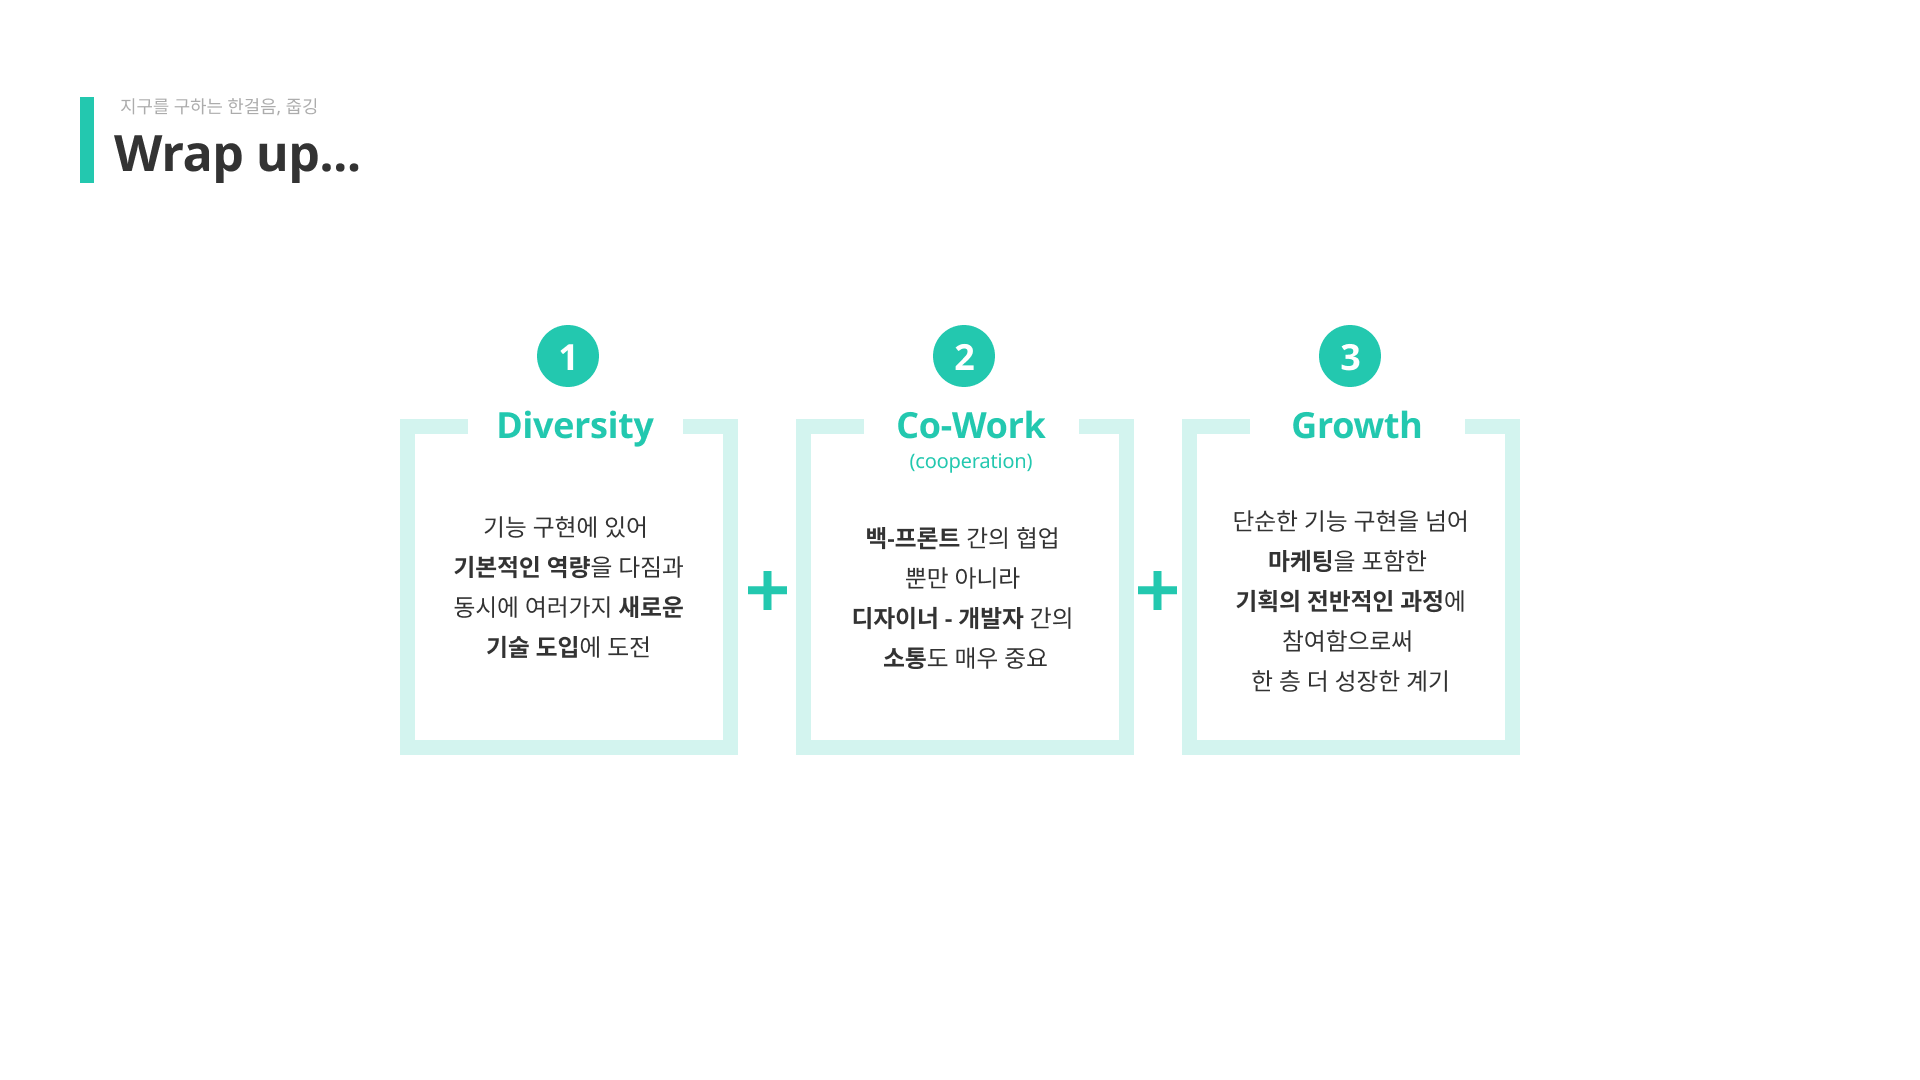 지구를 구하는 한걸음, 줍깅
Wrap up...
1
Diversity
기능 구현에 있어
기본적인 역량을 다짐과
동시에 여러가지 새로운
기술 도입에 도전
+
2
Co-Work
(cooperation)
백-프론트 간의 협업
뿐만 아니라
디자이너 - 개발자 간의
소통도 매우 중요
+
3
Growth
단순한 기능 구현을 넘어
마케팅을 포함한
기획의 전반적인 과정에
참여함으로써
한 층 더 성장한 계기